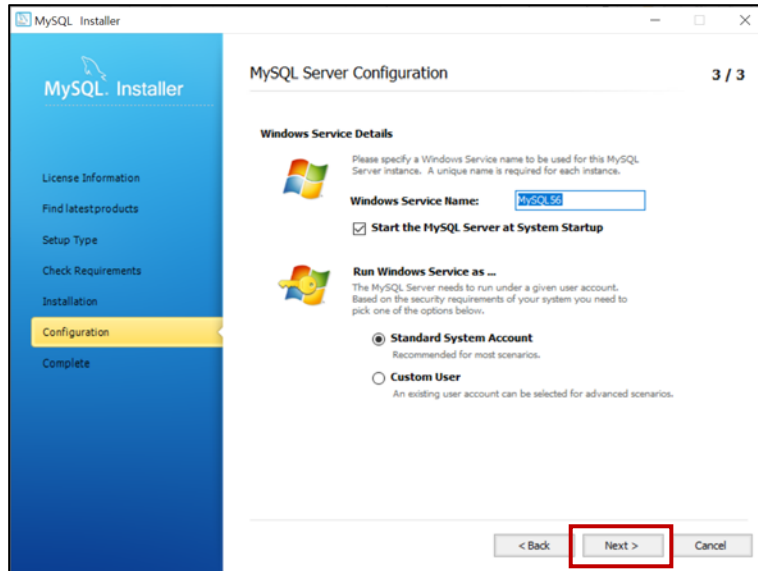 MySQL Installer
MySQL. Installer
License Information
Find latestproducts
Setup Type
Check Requirements
Installation
Configuration
Complete
MySQL Server Configuration
3 / 3
Windows Service Details
Please specify a Windows Service name to be used for this MySQL
Server instance. A unique name is required for each instance.
Windows Service Name:
MySQL56
Start the MySQL Server at System Startup
Run Windows Service as ...
The MySQL Server needs to run under a given user account.
Based on the security requirements of your system you need to
pick one of the options below.
Standard System Account
Recommended for most scenarios.
Custom User
An existing user account can be selected for advanced scenarios.
< Back
Next >
Cancel